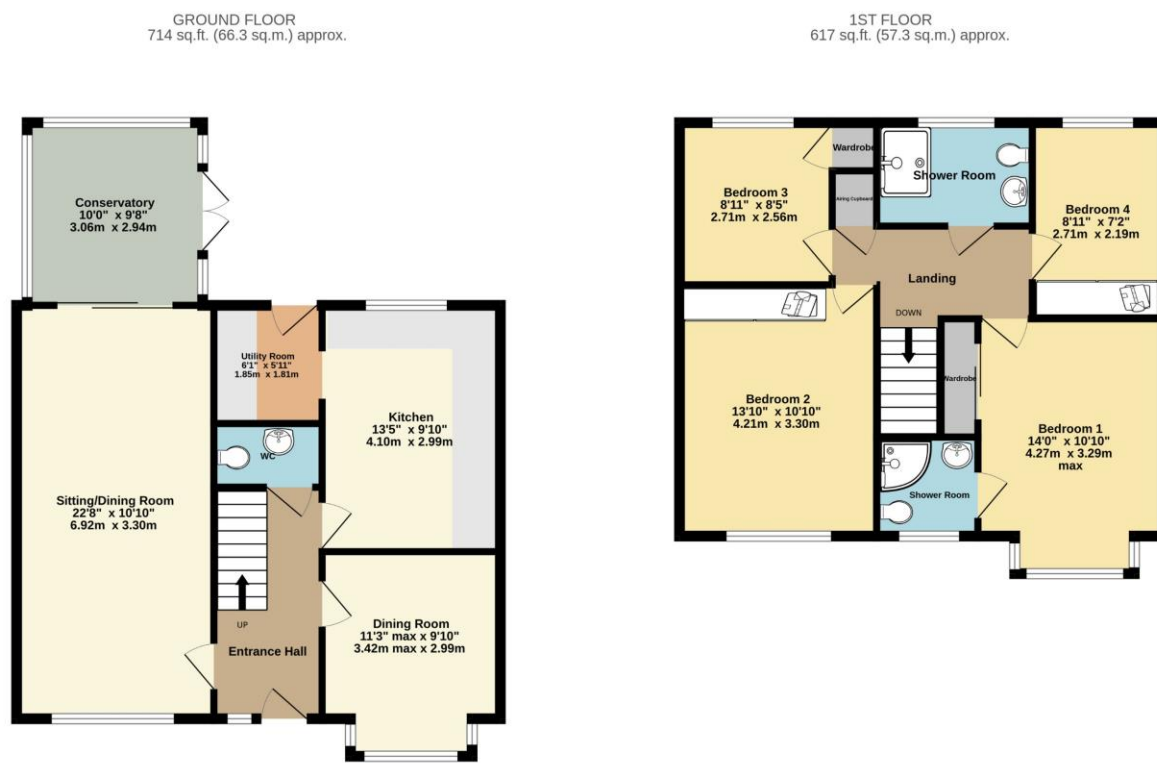 GROUND FLOOR
714 sq.ft. (66.3 sq.m.) approx.
Conservatory
10'0" x 9'8"
3.06m x 2.94m
Utility Room
6'1" x 5'11"
1.85m x 1.81m
Kitchen
13'5" x 9'10"
4.10m x 2.99m
WC
Sitting/Dining Room
22'8" x 10'10"
6.92m x 3.30m
UP
Entrance Hall
Dining Room
11'3" max x 9'10"
3.42m max x 2.99m
1ST FLOOR
617 sq.ft. (57.3 sq.m.) approx.
Wardrobe
Shower Room
Bedroom 3
8'11" x 8'5"
2.71m x 2.56m
Airing Cupboard
Bedroom 4
8'11" x 7'2"
2.71m x 2.19m
Landing
DOWN
Wardrobe
Bedroom 2
13'10" x 10'10"
4.21m x 3.30m
Bedroom 1
14'0" x 10'10"
4.27m x 3.29m
max
Shower Room